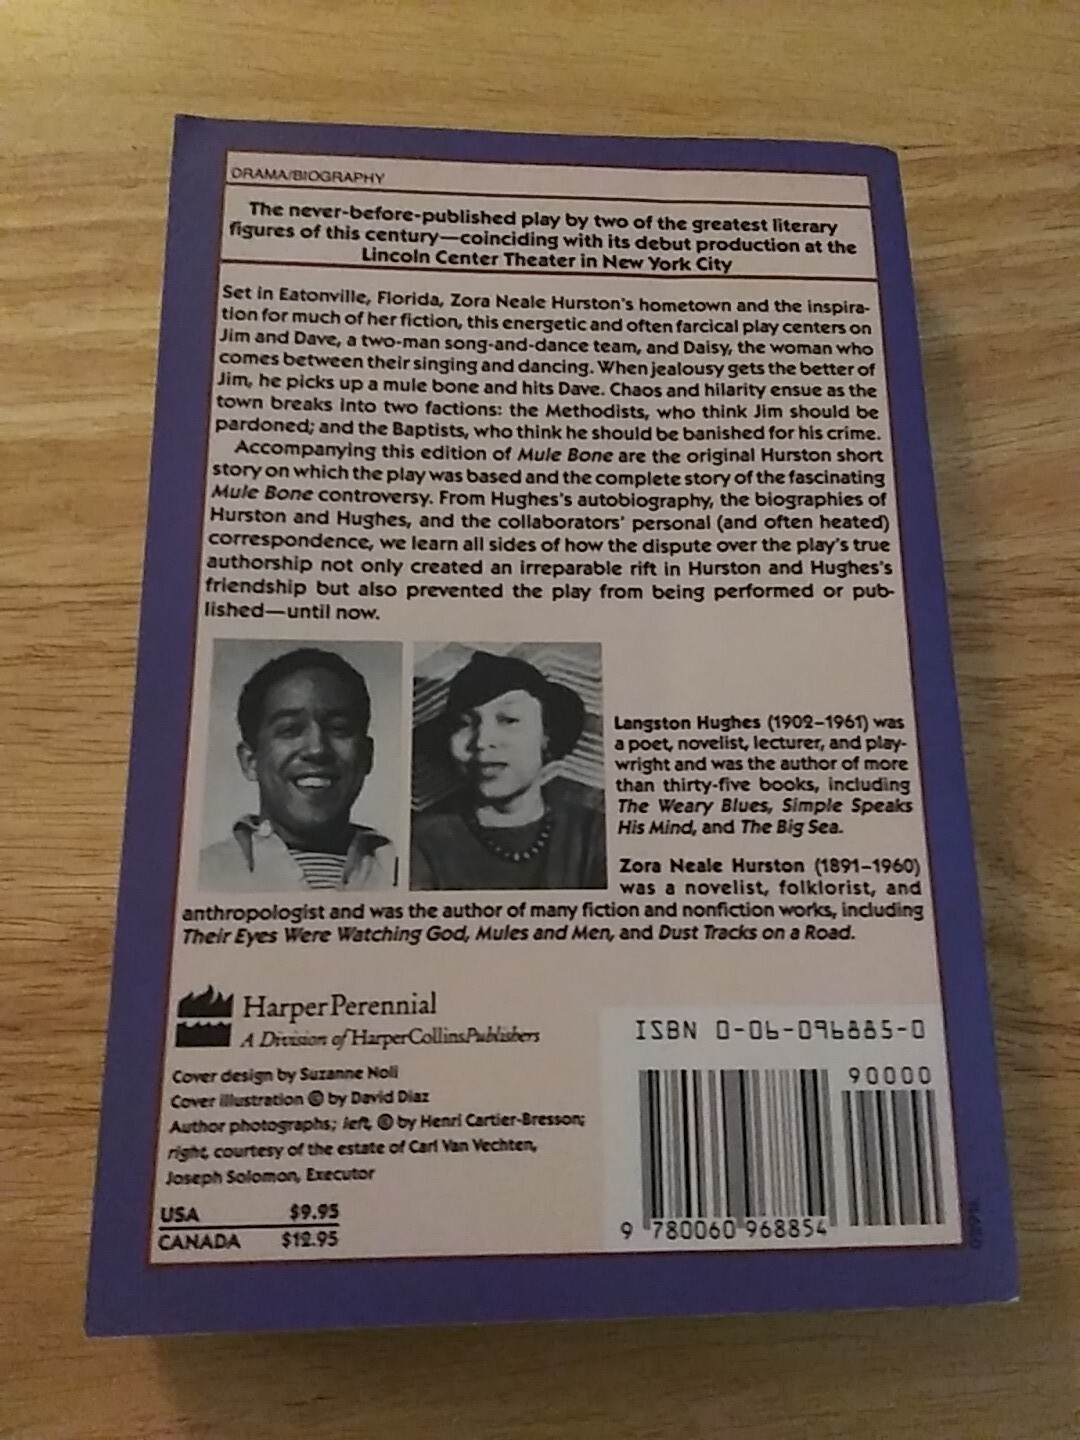 DRAMA/BIOGRAPHY
The never-before-published play by two of the greatest literary
figures of this century—coinciding with its debut production at the
Lincoln Center Theater in New York City
Set in Eatonville, Florida, Zora Neale Hurston's hometown and the inspira-
tion for much of her fiction, this energetic and often farcical play centers on
Jim and Dave, a two-man song-and-dance team, and Daisy, the woman who
comes between their singing and dancing. When jealousy gets the better of
Jim, he picks up a mule bone and hits Dave. Chaos and hilarity ensue as the
town breaks into two factions: the Methodists, who think Jim should be
pardoned; and the Baptists, who think he should be banished for his crime.
Accompanying this edition of Mule Bone are the original Hurston short
story on which the play was based and the complete story of the fascinating
Mule Bone controversy. From Hughes's autobiography, the biographies of
Hurston and Hughes, and the collaborators' personal (and often heated)
correspondence, we learn all sides of how the dispute over the play's true
authorship not only created an irreparable rift in Hurston and Hughes's
friendship but also prevented the play from being performed or pub-
lished—until now.
Langston Hughes (1902–1961) was
a poet, novelist, lecturer, and play-
wright and was the author of more
than thirty-five books, including
The Weary Blues, Simple Speaks
His Mind, and The Big Sea.
Zora Neale Hurston (1891–1960)
was a novelist, folklorist, and
anthropologist and was the author of many fiction and nonfiction works, including
Their Eyes Were Watching God, Mules and Men, and Dust Tracks on a Road.
HarperPerennial
A Division of HarperCollinsPublishers
Cover design by Suzanne Noli
Cover illustration © by David Diaz
Author photographs; left, © by Henri Cartier-Bresson;
right, courtesy of the estate of Carl Van Vechten,
Joseph Solomon, Executor
USA $9.95
CANADA $12.95
ISBN 0-06-096885-0
90000
9 780060 968854